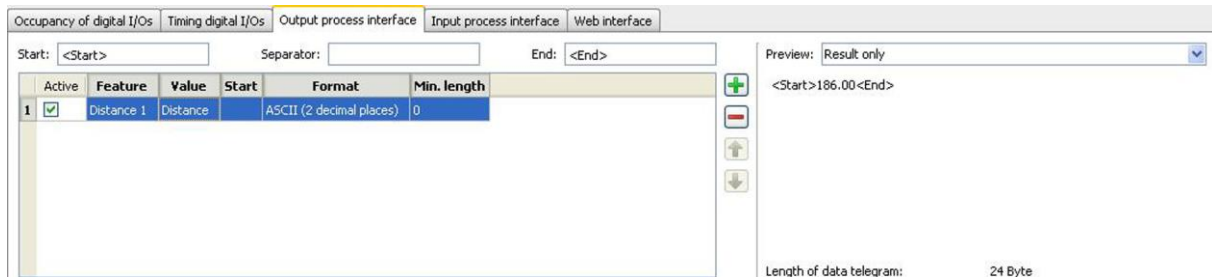 Occupancy of digital I/Os Timing digital I/Os Output process interface Input process interface Web interface
Start: <Start> Separator: End: <End> Preview: Result only
Active Feature Value Start Format Min. length
<Start>186.00<End>
1 Distance 1 Distance ASCII (2 decimal places) 0
Length of data telegram: 24 Byte